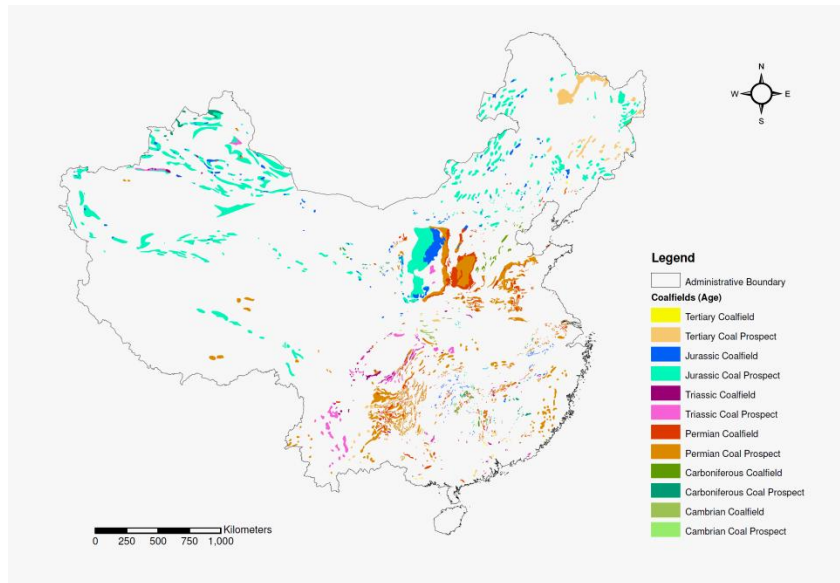 N
W E
S
Legend
Administrative Boundary
Coalfields (Age)
Tertiary Coalfield
Tertiary Coal Prospect
Jurassic Coalfield
Jurassic Coal Prospect
Triassic Coalfield
Triassic Coal Prospect
Permian Coalfield
Permian Coal Prospect
Carboniferous Coalfield
Carboniferous Coal Prospect
Cambrian Coalfield
Cambrian Coal Prospect
Kilometers
0 250 500 750 1,000